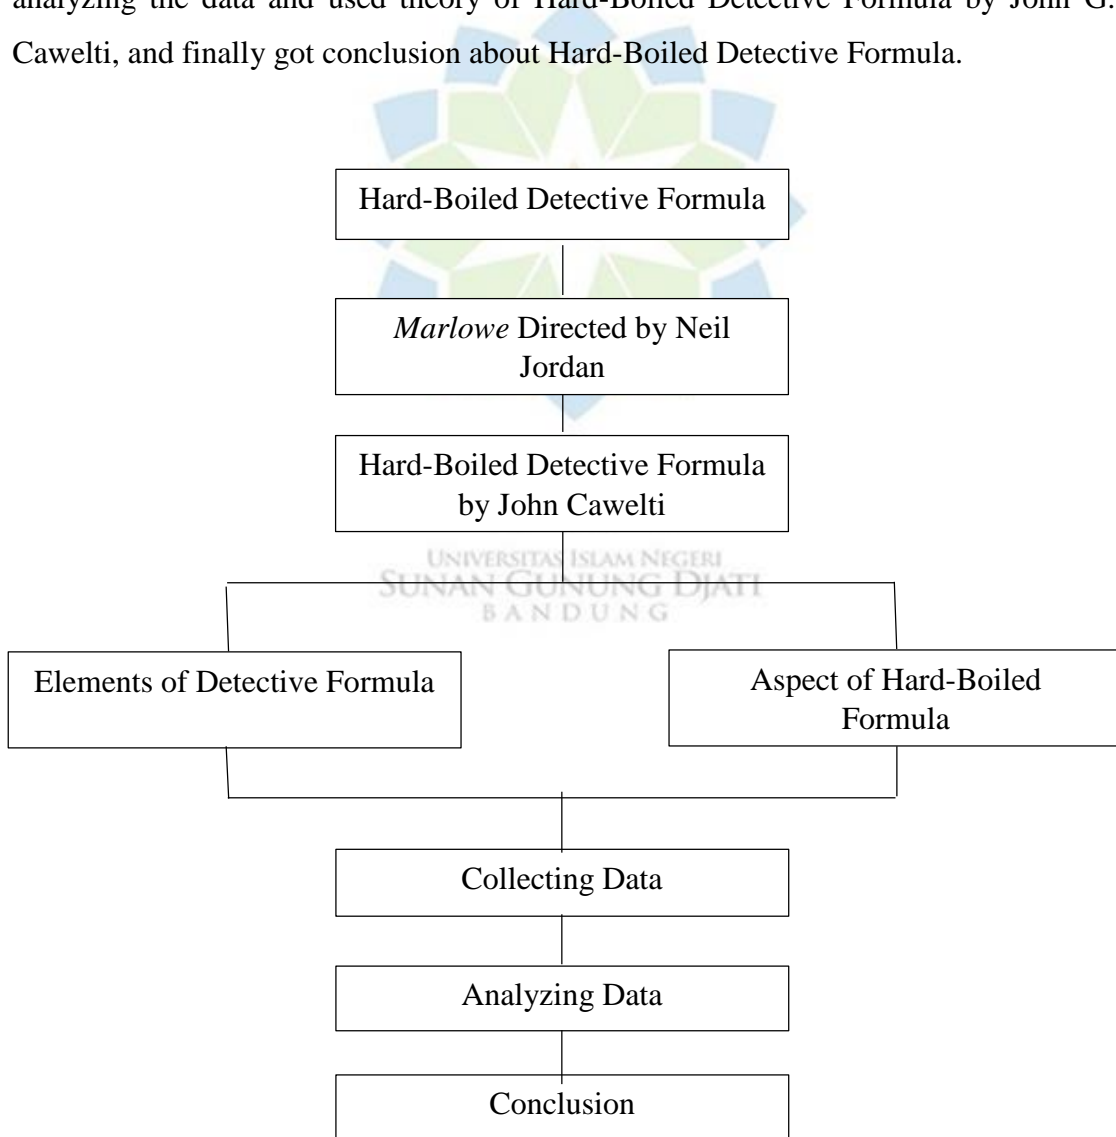 analyzing the data and used theory of Hard-Boiled Detective Formula by John G.
Cawelti, and finally got conclusion about Hard-Boiled Detective Formula.
Hard-Boiled Detective Formula
Marlowe Directed by Neil
Jordan
Hard-Boiled Detective Formula
by John Cawelti
UNIVERSITAS ISLAM NEGERI
SUNAN GUNUNG DJATI
BANDUNG
Elements of Detective Formula
Aspect of Hard-Boiled
Formula
Collecting Data
Analyzing Data
Conclusion